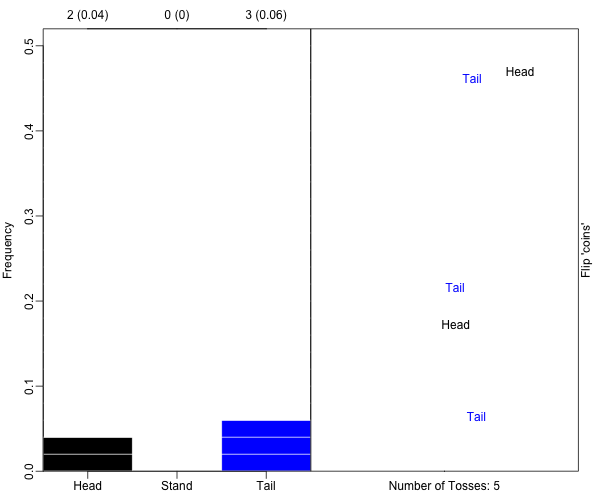 2 (0.04) 0 (0) 3 (0.06)
Frequency
0.5
0.4
0.3
0.2
0.1
0.0
Head Stand Tail
Tail Head
Tail
Head
Tail
Number of Tosses: 5
Flip 'coins'